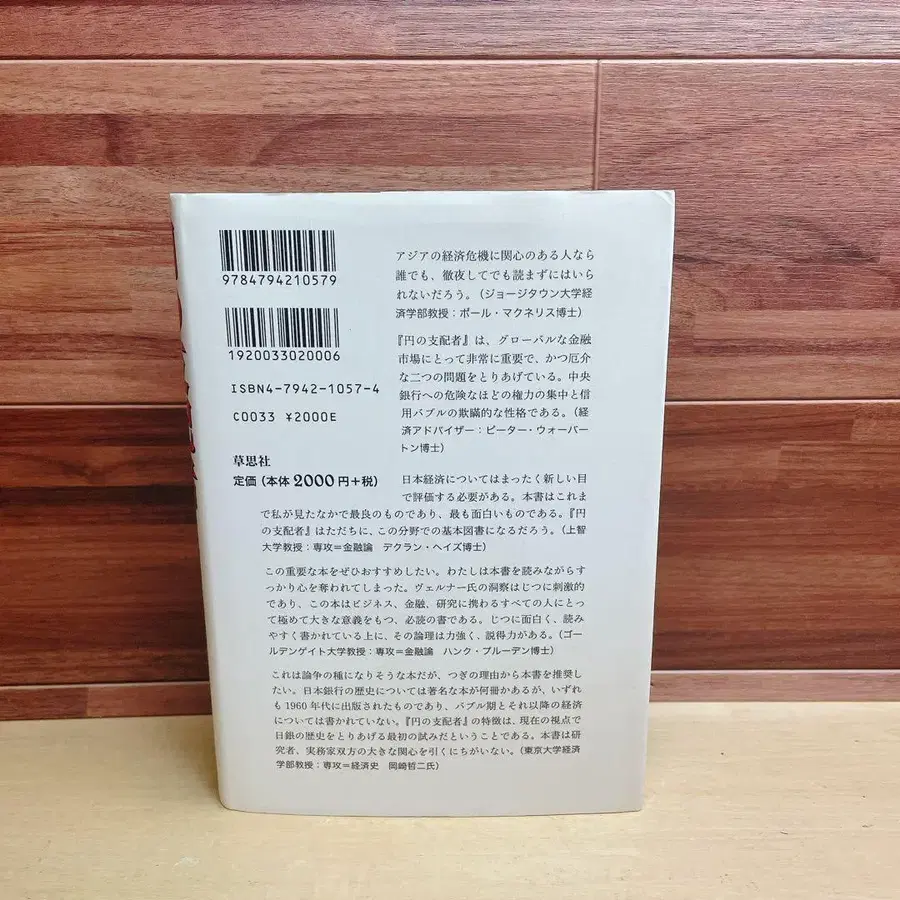 9784794210579
1920033020006
ISBN4-7942-1057-4
C0033 ¥2000E
草思社
定価(本体2000円+税)
アジアの経済危機に関心のある人なら
誰でも、徹夜してでも読まずにはいら
れないだろう。(ジョージタウン大学経
済学部教授:ポール・マクネリス博士)
『円の支配者』は、グローバルな金融
市場にとって非常に重要で、かつ厄介
な二つの問題をとりあげている。中央
銀行への危険なほどの権力の集中と信
用バブルの欺瞞的な性格である。(経
済アドバイザー:ピーター・ウォーバー
トン博士)
日本経済についてはまったく新しい目
で評価する必要がある。本書はこれま
で私が見たなかで最良のものであり、最も面白いものである。『円
の支配者』はただちに、この分野での基本図書になるだろう。(上智
大学教授:専攻=金融論 デクラン・ヘイズ博士)
この重要な本をぜひおすすめしたい。わたしは本書を読みながらす
っかり心を奪われてしまった。ヴェルナー氏の洞察はじつに刺激的
であり、この本はビジネス、金融、研究に携わるすべての人にとっ
て極めて大きな意義をもつ、必読の書である。じつに面白く、読み
やすく書かれている上に、その論理は力強く、説得力がある。(ゴー
ルデンゲイト大学教授:専攻=金融論 ハンク・プルーデン博士)
これは論争の種になりそうな本だが、つぎの理由から本書を推奨し
たい。日本銀行の歴史については著名な本が何冊かあるが、いずれ
も1960年代に出版されたものであり、バブル期とそれ以降の経済
については書かれていない。『円の支配者』の特徴は、現在の視点で
日銀の歴史をとりあげる最初の試みだということである。本書は研
究者、実務家双方の大きな関心を引くにちがいない。(東京大学経済
学部教授:専攻=経済史 岡崎哲二氏)